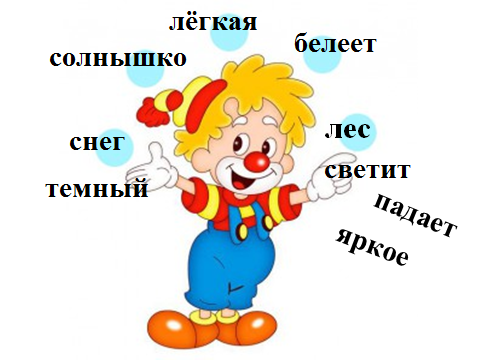 лёгкая
белеет
солнышко
снег
лес
темный
светит
падает
яркое